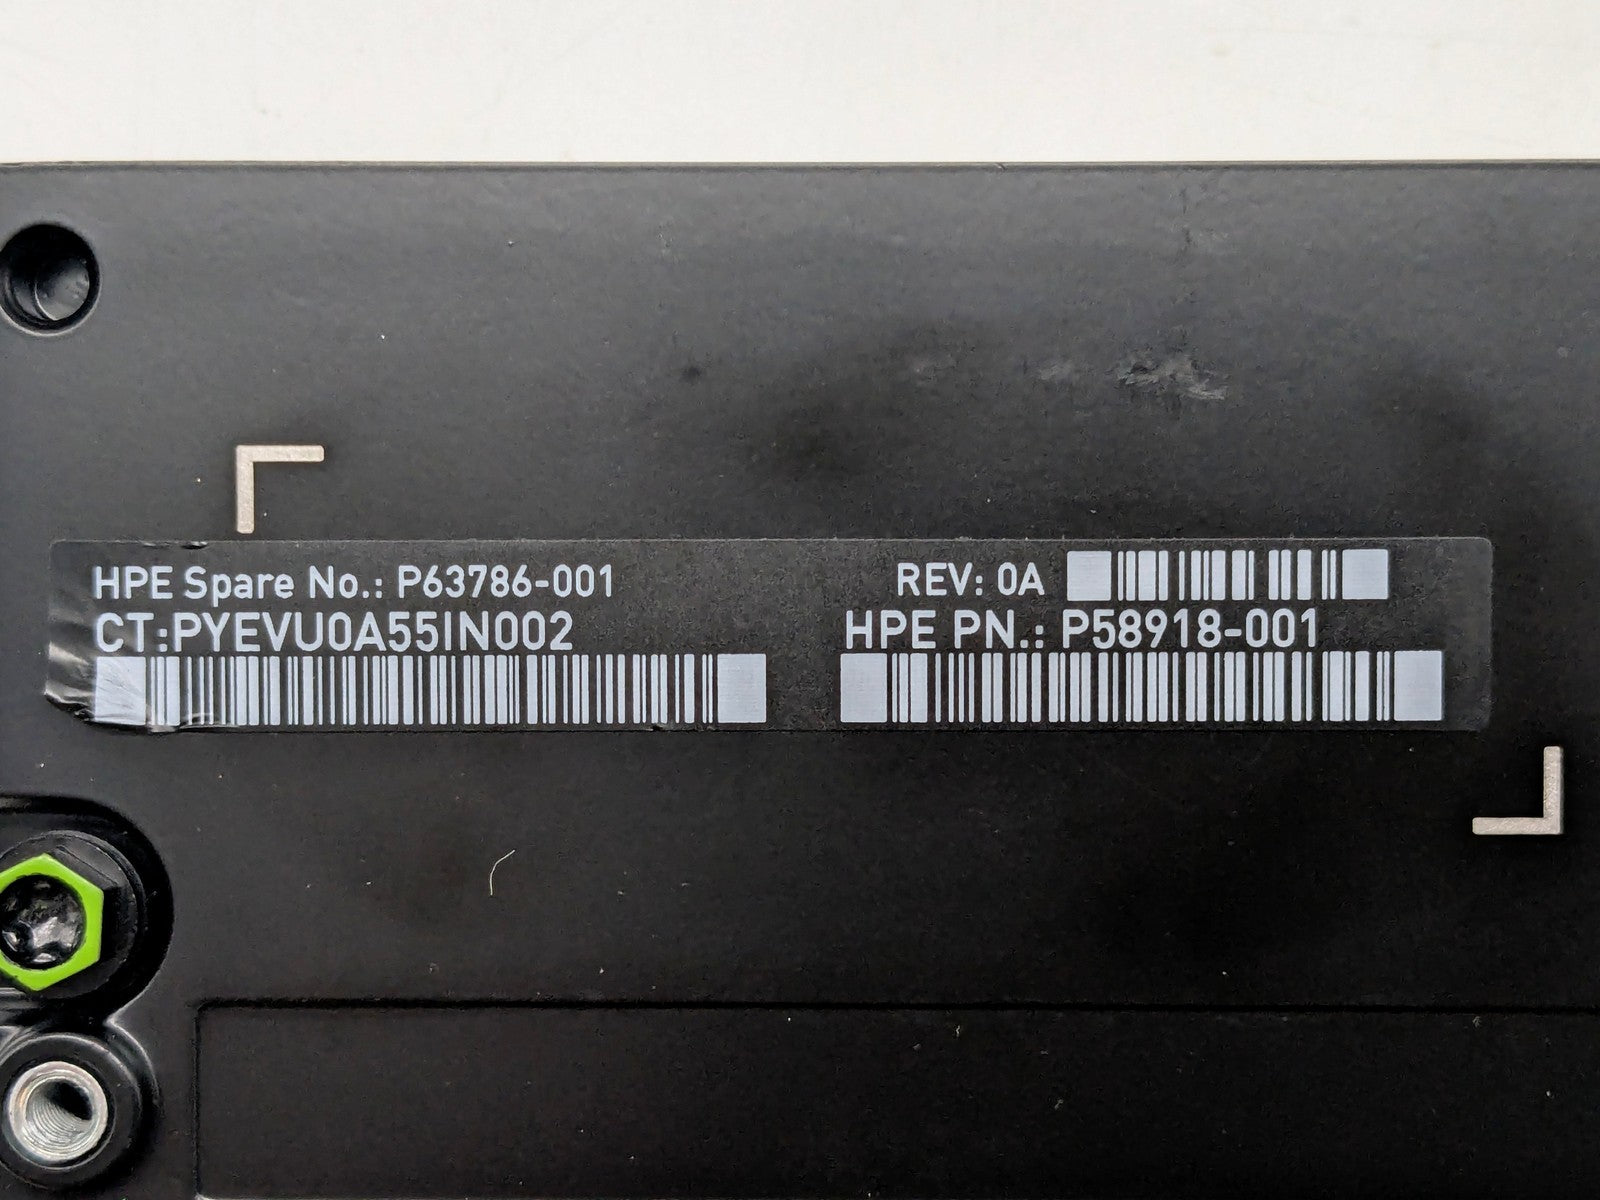 HPE Spare No.: P63786-001
CT:PYEVU0A55IN002
REV: 0A
HPE PN.: P58918-001